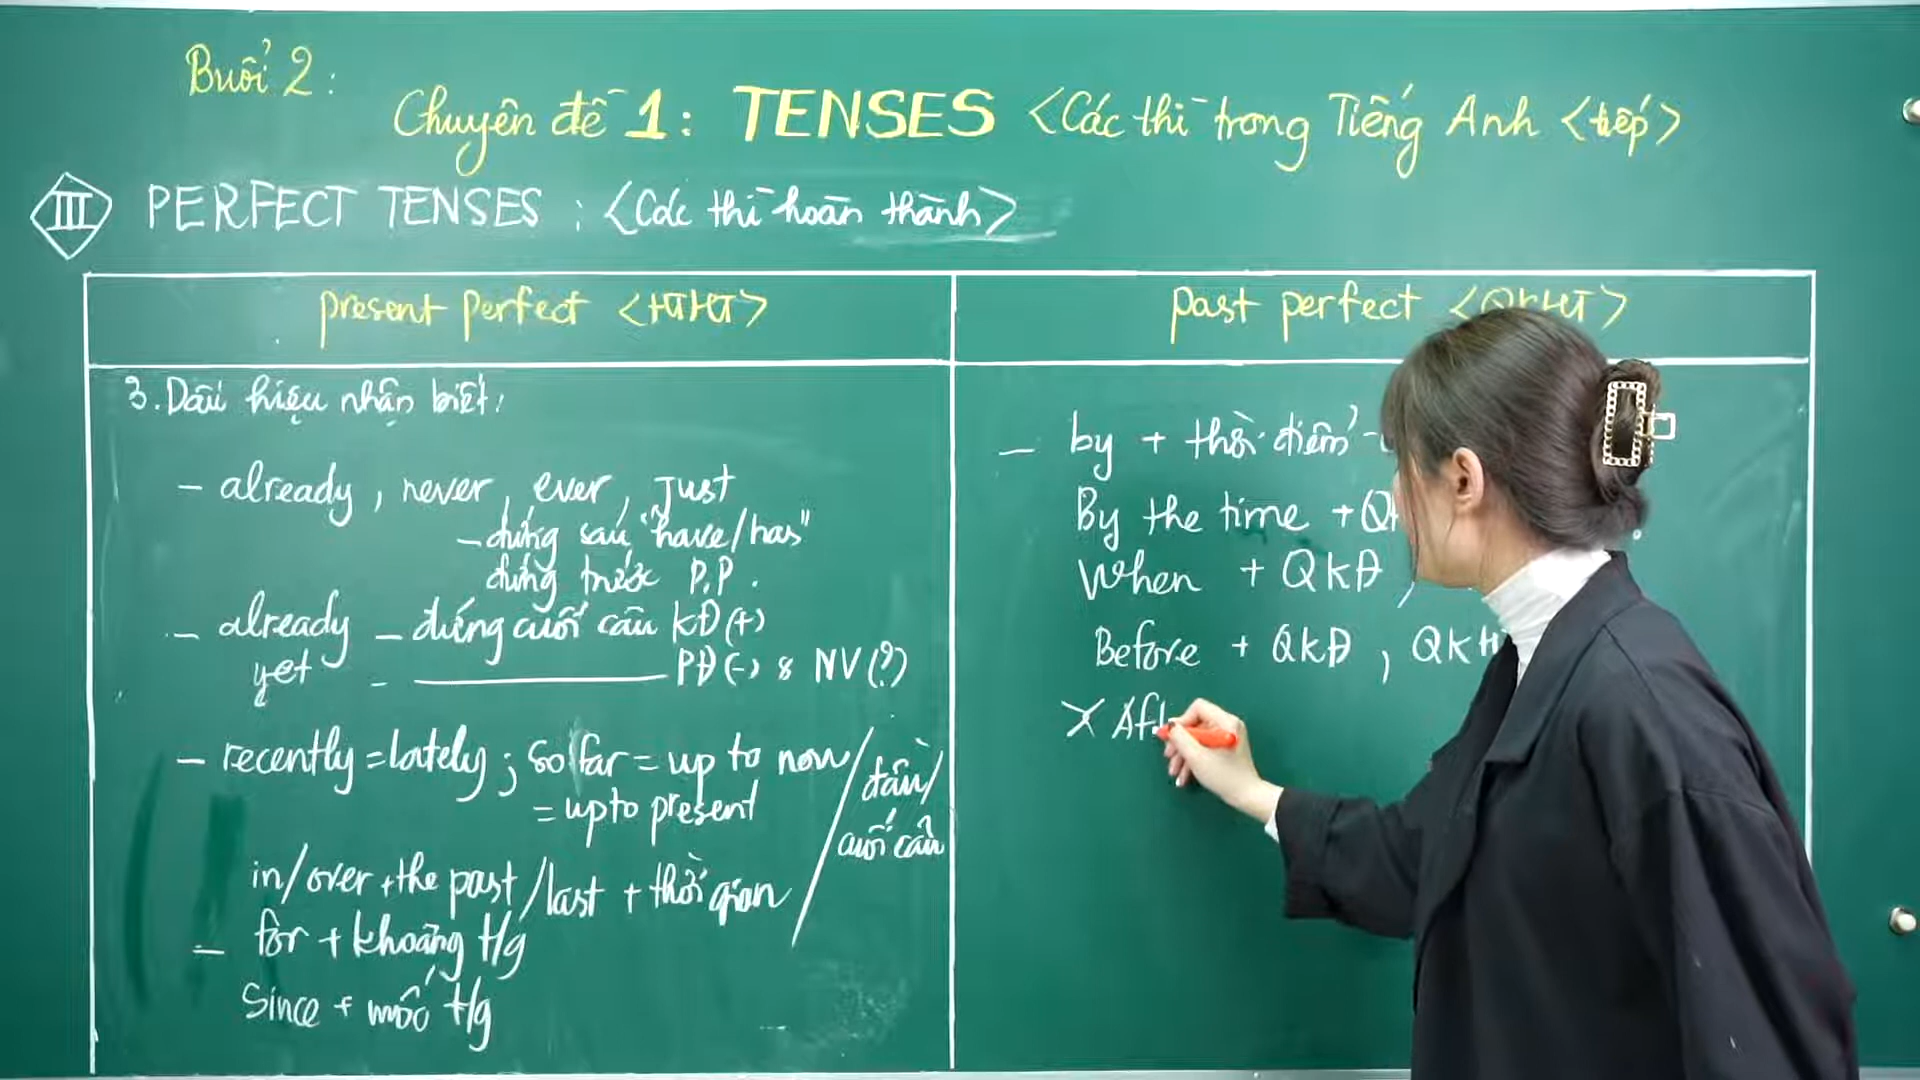 Buổi 2:
Chuyên đề 1: TENSES <Các thì trong Tiếng Anh <tiếp>
III PERFECT TENSES : <Các thì hoàn thành>
present perfect <HTHT>
3. Dấu hiệu nhận biết:
- already, never, ever, Just
- đứng sau "have/has"
đứng trước P.P.
- already - đứng cuối câu KĐ(+)
yet - ———— PĐ(-) & NV(?)
- recently = lately ; so far = up to now / đầu/
= up to present
cuối câu
in/over + the past/last + thời gian
- for + khoảng t/g
Since + mốc t/g
past perfect <QKHT>
- by + thời điểm
By the time +
When + QKĐ ,
Before + QKĐ , QKH
X Aft